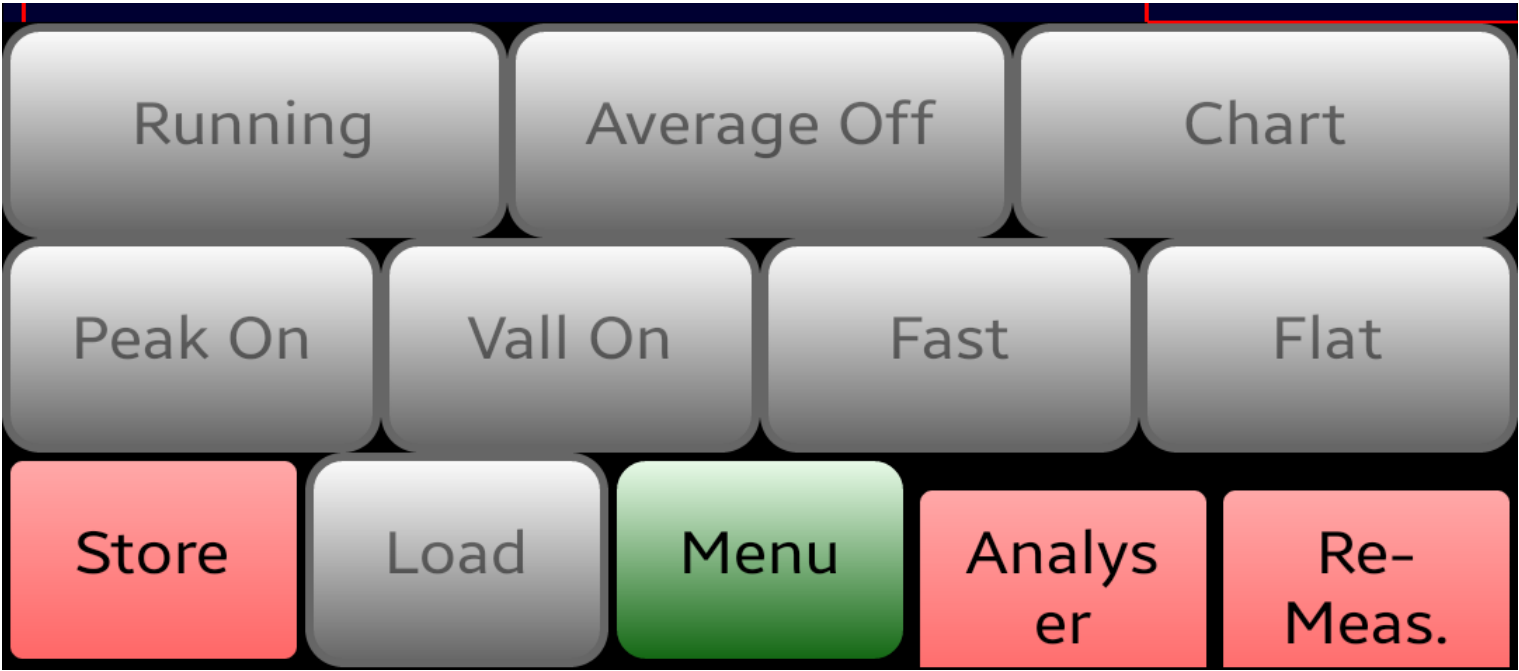 Running Average Off Chart
Peak On Vall On Fast Flat
Store Load Menu Analys Re-
er Meas.